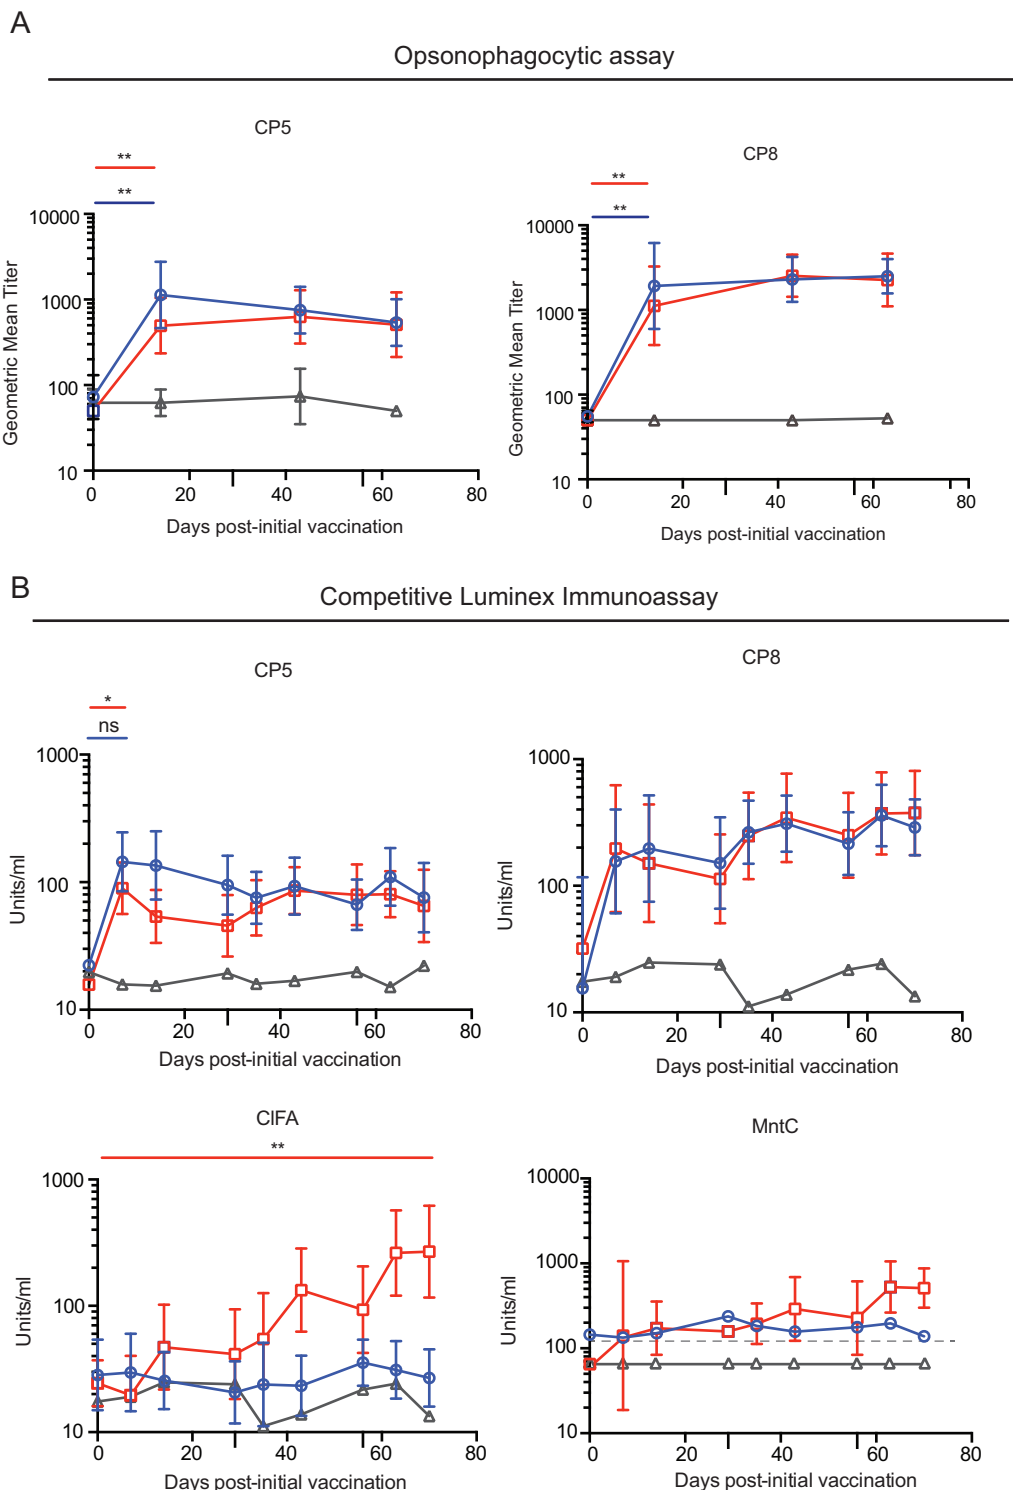 A
Opsonophagocytic assay
CP5
**
**
10000
1000
100
10
Geometric Mean Titer
0 20 40 60 80
Days post-initial vaccination
CP8
**
**
10000
1000
100
10
Geometric Mean Titer
0 20 40 60 80
Days post-initial vaccination
B
Competitive Luminex Immunoassay
CP5
*
ns
1000
100
10
Units/ml
0 20 40 60 80
Days post-initial vaccination
CP8
1000
100
10
Units/ml
0 20 40 60 80
Days post-initial vaccination
ClFA
**
1000
100
10
Units/ml
0 20 40 60 80
Days post-initial vaccination
MntC
10000
1000
100
10
Units/ml
0 20 40 60 80
Days post-initial vaccination